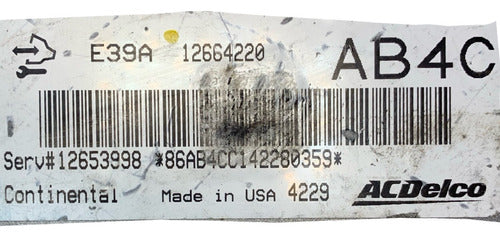 E39A 12664220 AB4C
Serv#12653998 *86AB4CC142280359*
Continental Made in USA 4229 ACDelco